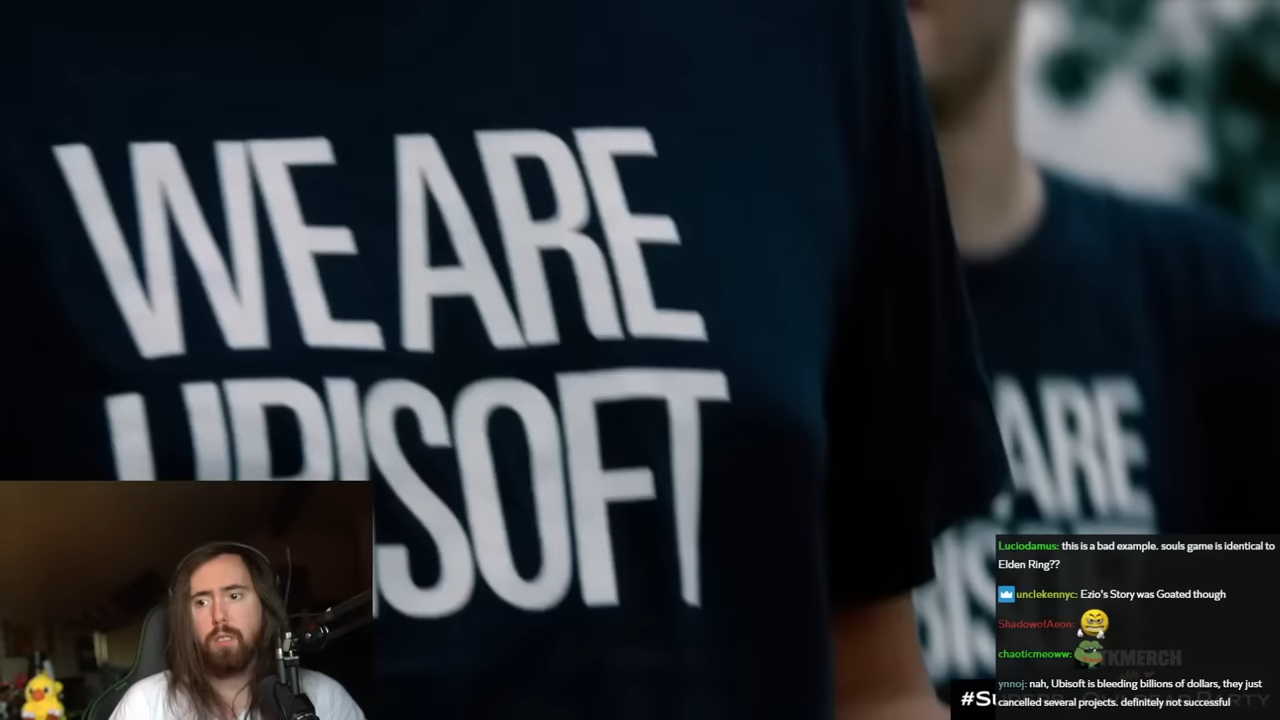 WE ARE
UBISOFT
ARE
Luciodamus: this is a bad example. souls game is identical to
Elden Ring??
unclekennyc: Ezio's Story was Goated though
ShadowofAeon:
chaoticmeoww:
TKMERCH
ynnoj: nah, Ubisoft is bleeding billions of dollars, they just
cancelled several projects. definitely not successful